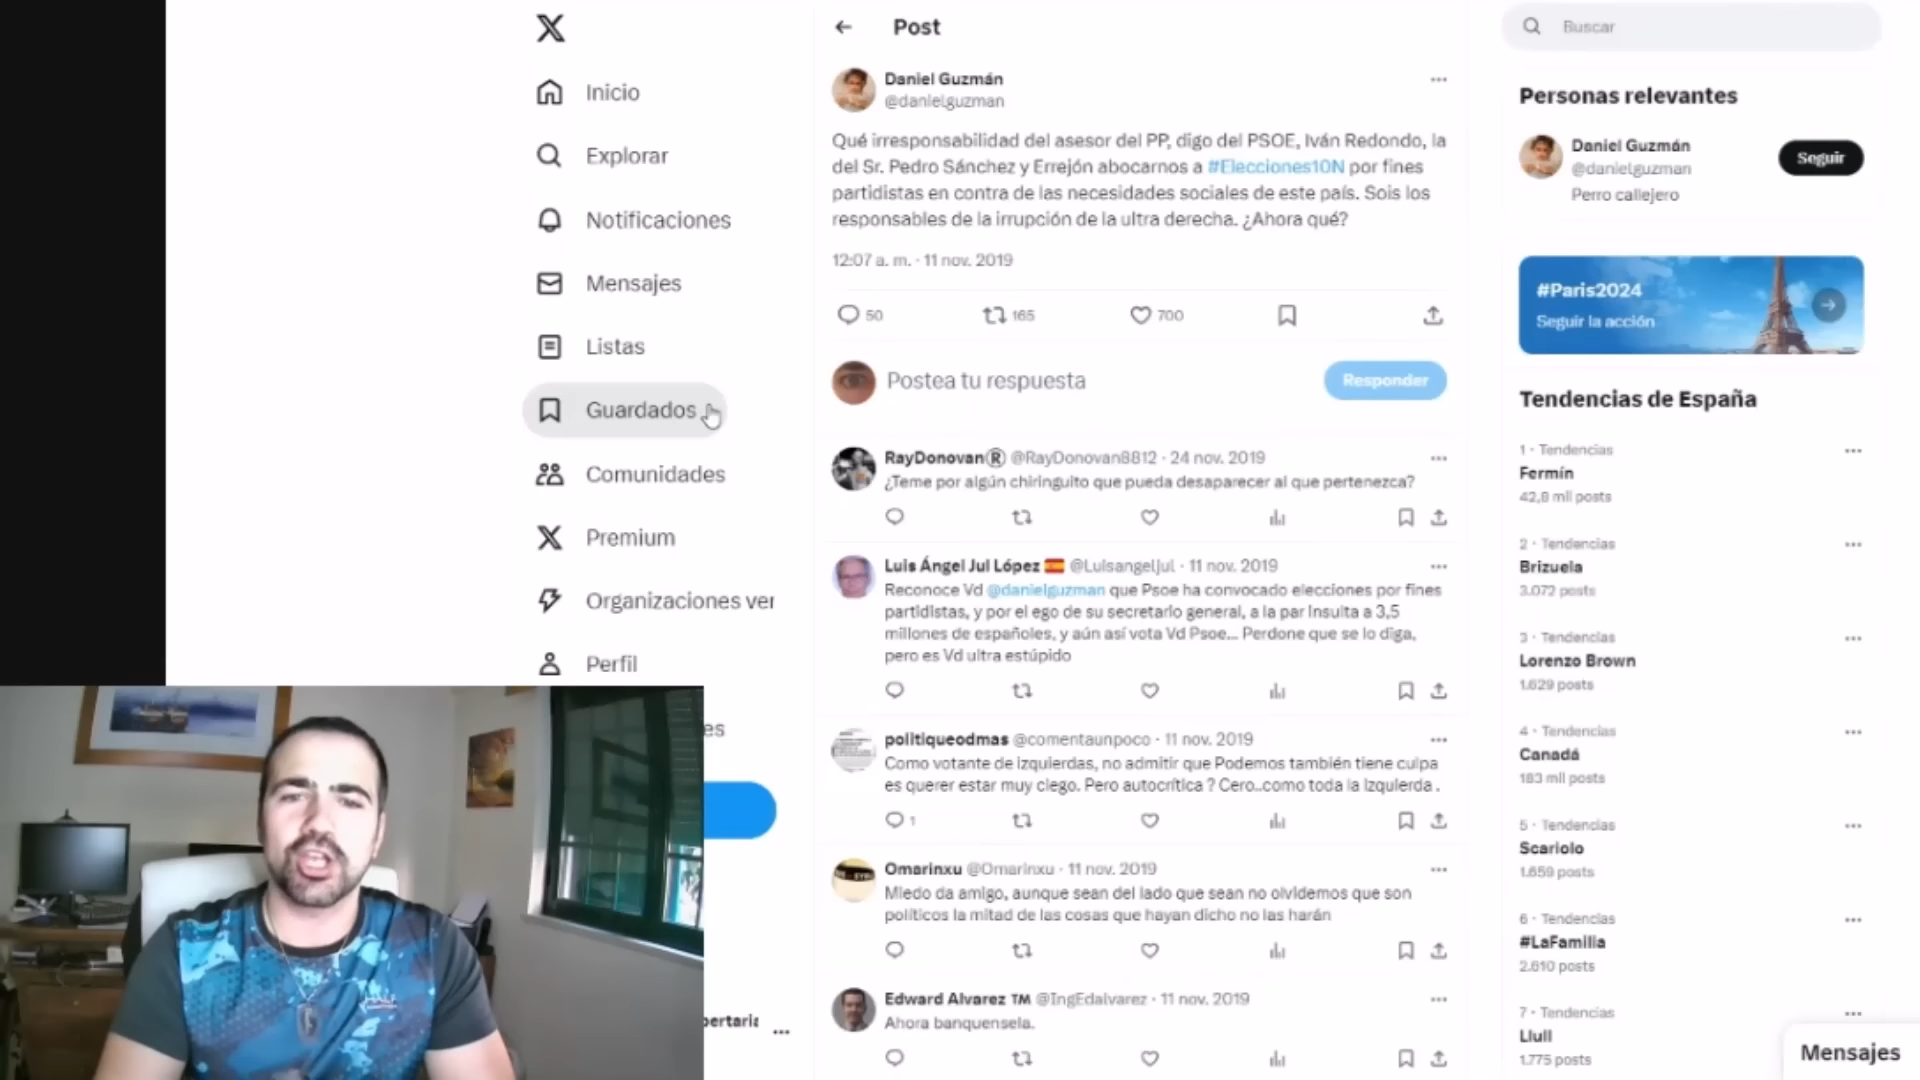 Inicio
Explorar
Notificaciones
Mensajes
Listas
Guardados
Comunidades
Premium
Organizaciones ver
Perfil
es
pertaria
Post
Daniel Guzmán
@danielguzman
Qué irresponsabilidad del asesor del PP, digo del PSOE, Iván Redondo, la
del Sr. Pedro Sánchez y Errejón abocarnos a #Elecciones10N por fines
partidistas en contra de las necesidades sociales de este país. Sois los
responsables de la irrupción de la ultra derecha. ¿Ahora qué?
12:07 a. m. · 11 nov. 2019
50 165 700
Postea tu respuesta
Responder
RayDonovan® @RayDonovan8812 · 24 nov. 2019
¿Teme por algún chiringuito que pueda desaparecer al que pertenezca?
Luis Ángel Jul López @Luisangeljul · 11 nov. 2019
Reconoce Vd @danielguzman que Psoe ha convocado elecciones por fines
partidistas, y por el ego de su secretario general, a la par insulta a 3,5
millones de españoles, y aún así vota Vd Psoe... Perdone que se lo diga,
pero es Vd ultra estúpido
politiqueodmas @comentaunpoco · 11 nov. 2019
Como votante de izquierdas, no admitir que Podemos también tiene culpa
es querer estar muy ciego. Pero autocrítica ? Cero..como toda la izquierda .
1
Omarinxu @Omarinxu · 11 nov. 2019
Miedo da amigo, aunque sean del lado que sean no olvidemos que son
políticos la mitad de las cosas que hayan dicho no las harán
Edward Alvarez TM @IngEdalvarez · 11 nov. 2019
Ahora banquensela.
Buscar
Personas relevantes
Daniel Guzmán
@danielguzman
Perro callejero
Seguir
#Paris2024
Seguir la acción
Tendencias de España
1 · Tendencias
Fermín
42,8 mil posts
2 · Tendencias
Brizuela
3.072 posts
3 · Tendencias
Lorenzo Brown
1.629 posts
4 · Tendencias
Canadá
183 mil posts
5 · Tendencias
Scariolo
1.659 posts
6 · Tendencias
#LaFamilia
2.610 posts
7 · Tendencias
Llull
1.775 posts
Mensajes